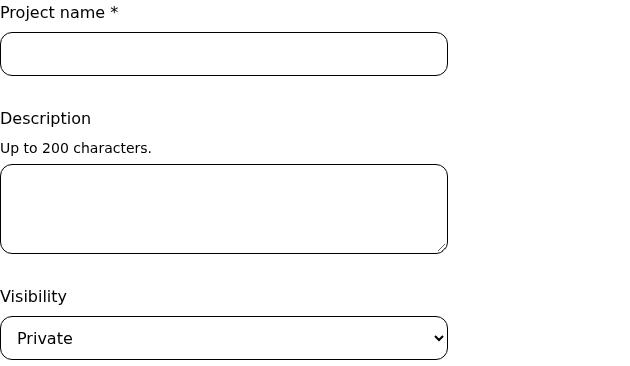 Project name *
Description
Up to 200 characters.
Visibility
Private